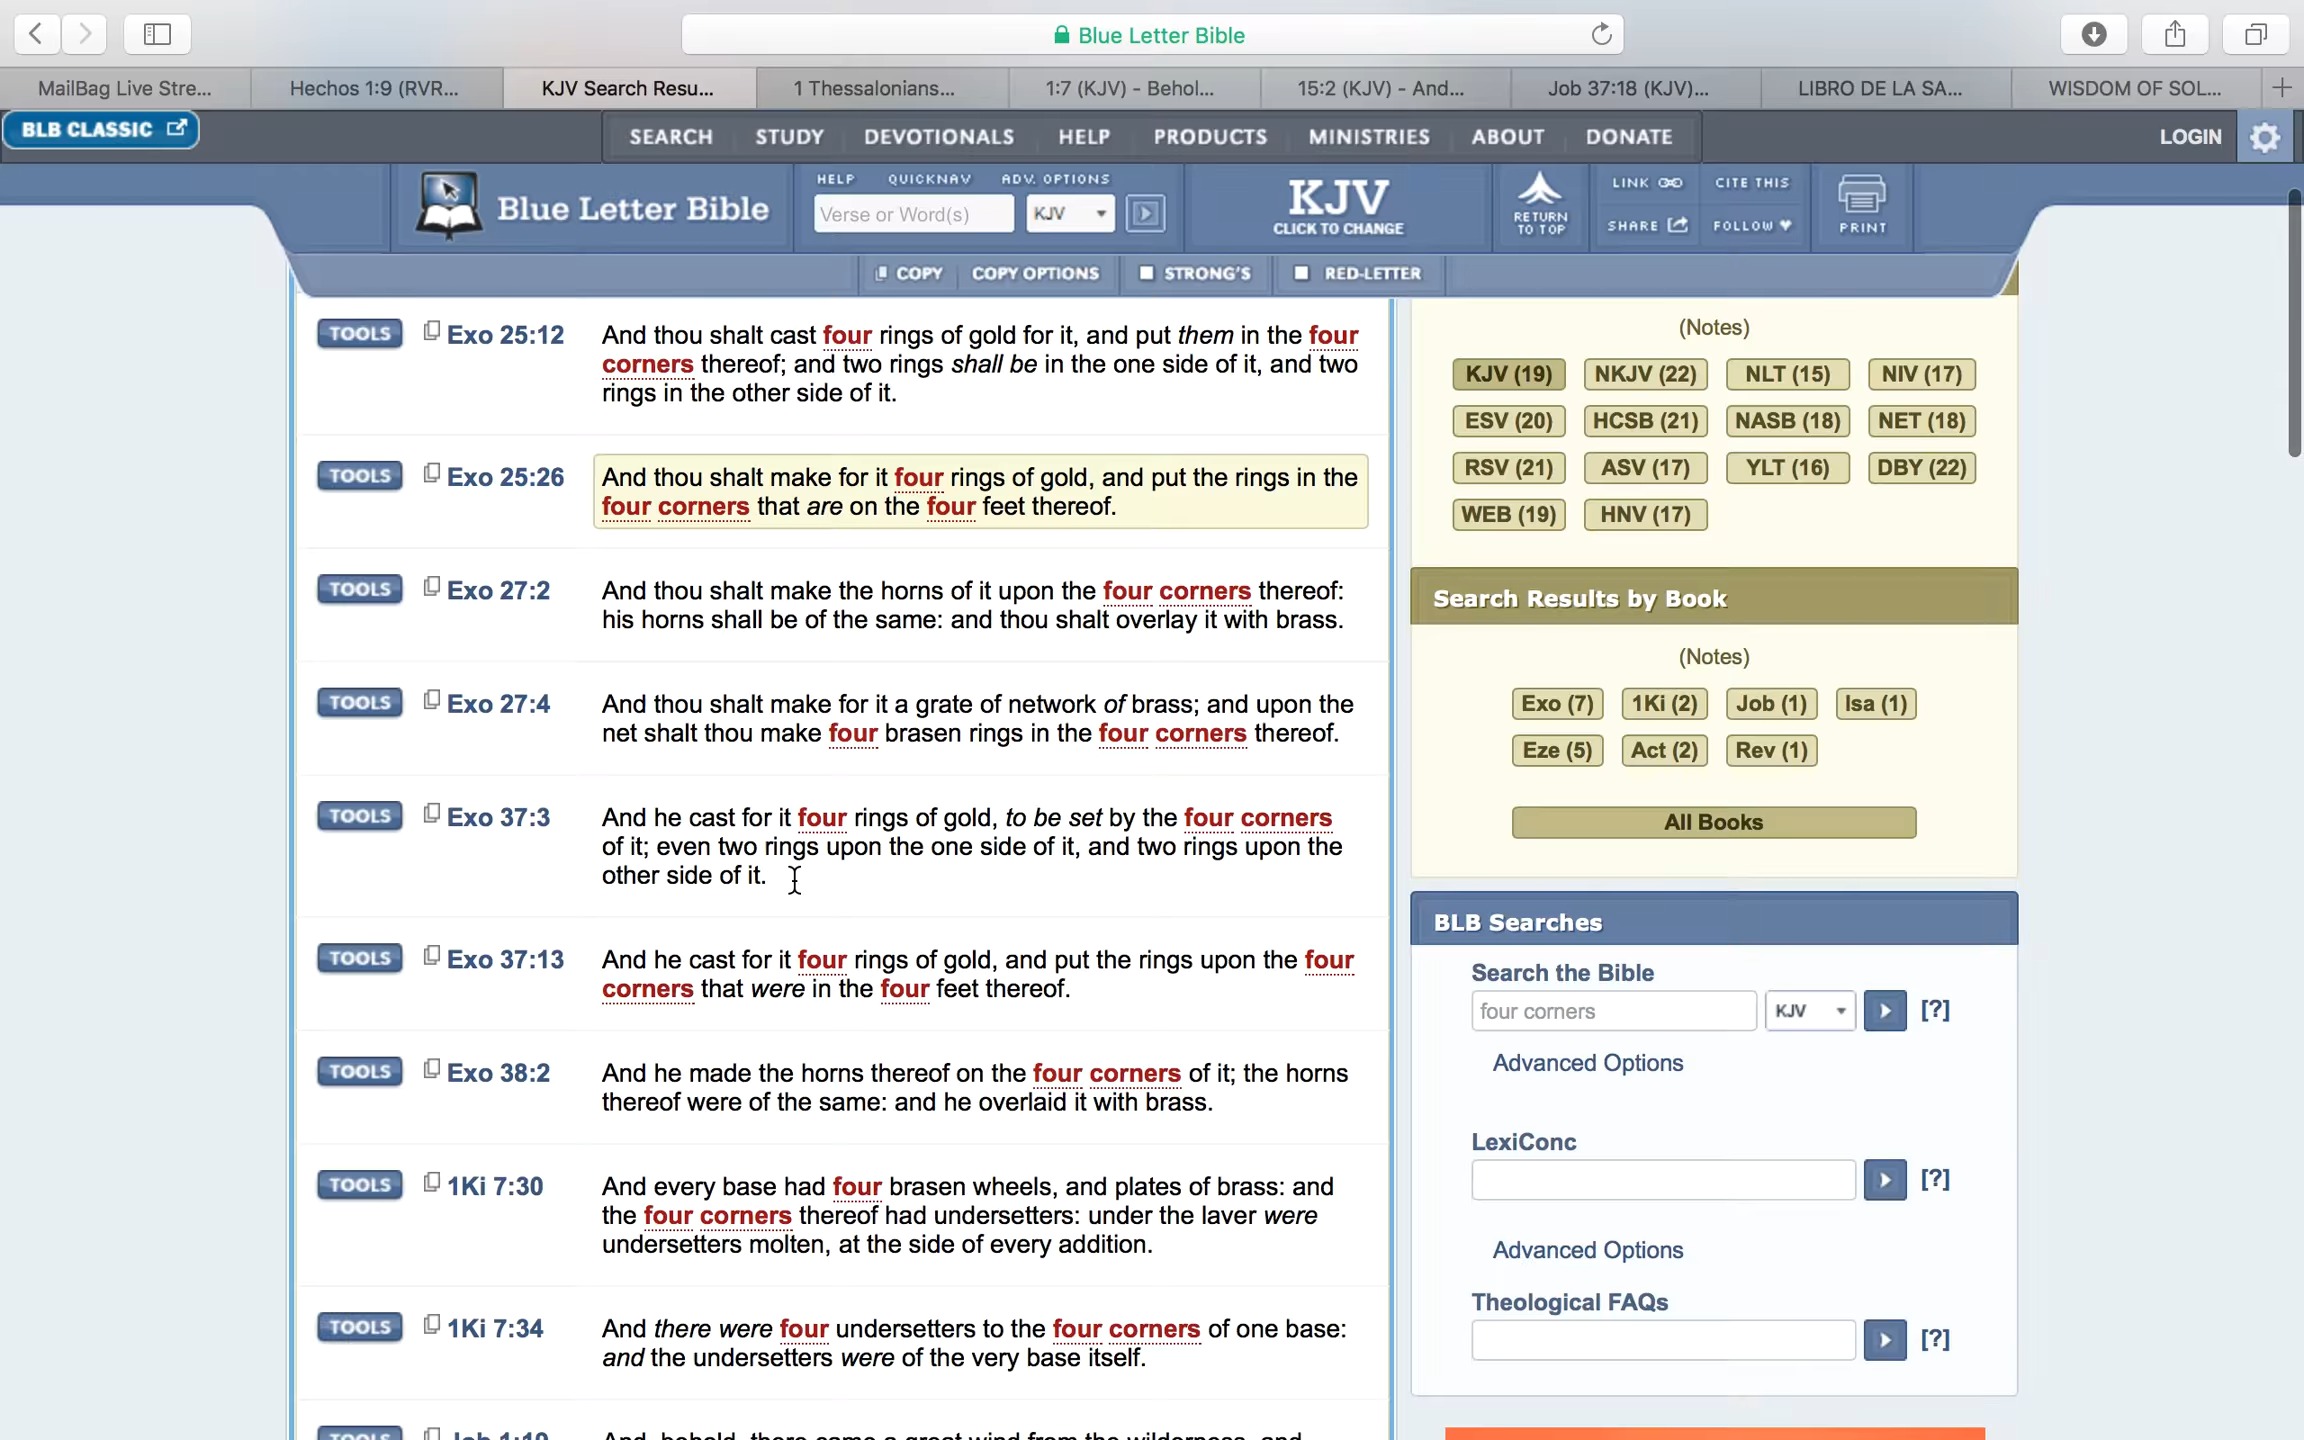 Blue Letter Bible
MailBag Live Stre...
Hechos 1:9 (RVR...
KJV Search Resu...
1 Thessalonians...
1:7 (KJV) - Behol...
15:2 (KJV) - And...
Job 37:18 (KJV)...
LIBRO DE LA SA...
WISDOM OF SOL...
BLB CLASSIC
SEARCH STUDY DEVOTIONALS HELP PRODUCTS MINISTRIES ABOUT DONATE
LOGIN
Blue Letter Bible
HELP QUICKNAV ADV. OPTIONS
Verse or Word(s) KJV
KJV
CLICK TO CHANGE
RETURN
TO TOP
LINK CITE THIS
SHARE FOLLOW
PRINT
COPY COPY OPTIONS STRONG'S RED-LETTER
TOOLS Exo 25:12 And thou shalt cast four rings of gold for it, and put them in the four
corners thereof; and two rings shall be in the one side of it, and two
rings in the other side of it.
TOOLS Exo 25:26 And thou shalt make for it four rings of gold, and put the rings in the
four corners that are on the four feet thereof.
TOOLS Exo 27:2 And thou shalt make the horns of it upon the four corners thereof:
his horns shall be of the same: and thou shalt overlay it with brass.
TOOLS Exo 27:4 And thou shalt make for it a grate of network of brass; and upon the
net shalt thou make four brasen rings in the four corners thereof.
TOOLS Exo 37:3 And he cast for it four rings of gold, to be set by the four corners
of it; even two rings upon the one side of it, and two rings upon the
other side of it.
TOOLS Exo 37:13 And he cast for it four rings of gold, and put the rings upon the four
corners that were in the four feet thereof.
TOOLS Exo 38:2 And he made the horns thereof on the four corners of it; the horns
thereof were of the same: and he overlaid it with brass.
TOOLS 1Ki 7:30 And every base had four brasen wheels, and plates of brass: and
the four corners thereof had undersetters: under the laver were
undersetters molten, at the side of every addition.
TOOLS 1Ki 7:34 And there were four undersetters to the four corners of one base:
and the undersetters were of the very base itself.
TOOLS Job 1:19 And, behold, there came a great wind from the wilderness, and
(Notes)
KJV (19) NKJV (22) NLT (15) NIV (17)
ESV (20) HCSB (21) NASB (18) NET (18)
RSV (21) ASV (17) YLT (16) DBY (22)
WEB (19) HNV (17)
Search Results by Book
(Notes)
Exo (7) 1Ki (2) Job (1) Isa (1)
Eze (5) Act (2) Rev (1)
All Books
BLB Searches
Search the Bible
four corners KJV [?]
Advanced Options
LexiConc
[?]
Advanced Options
Theological FAQs
[?]